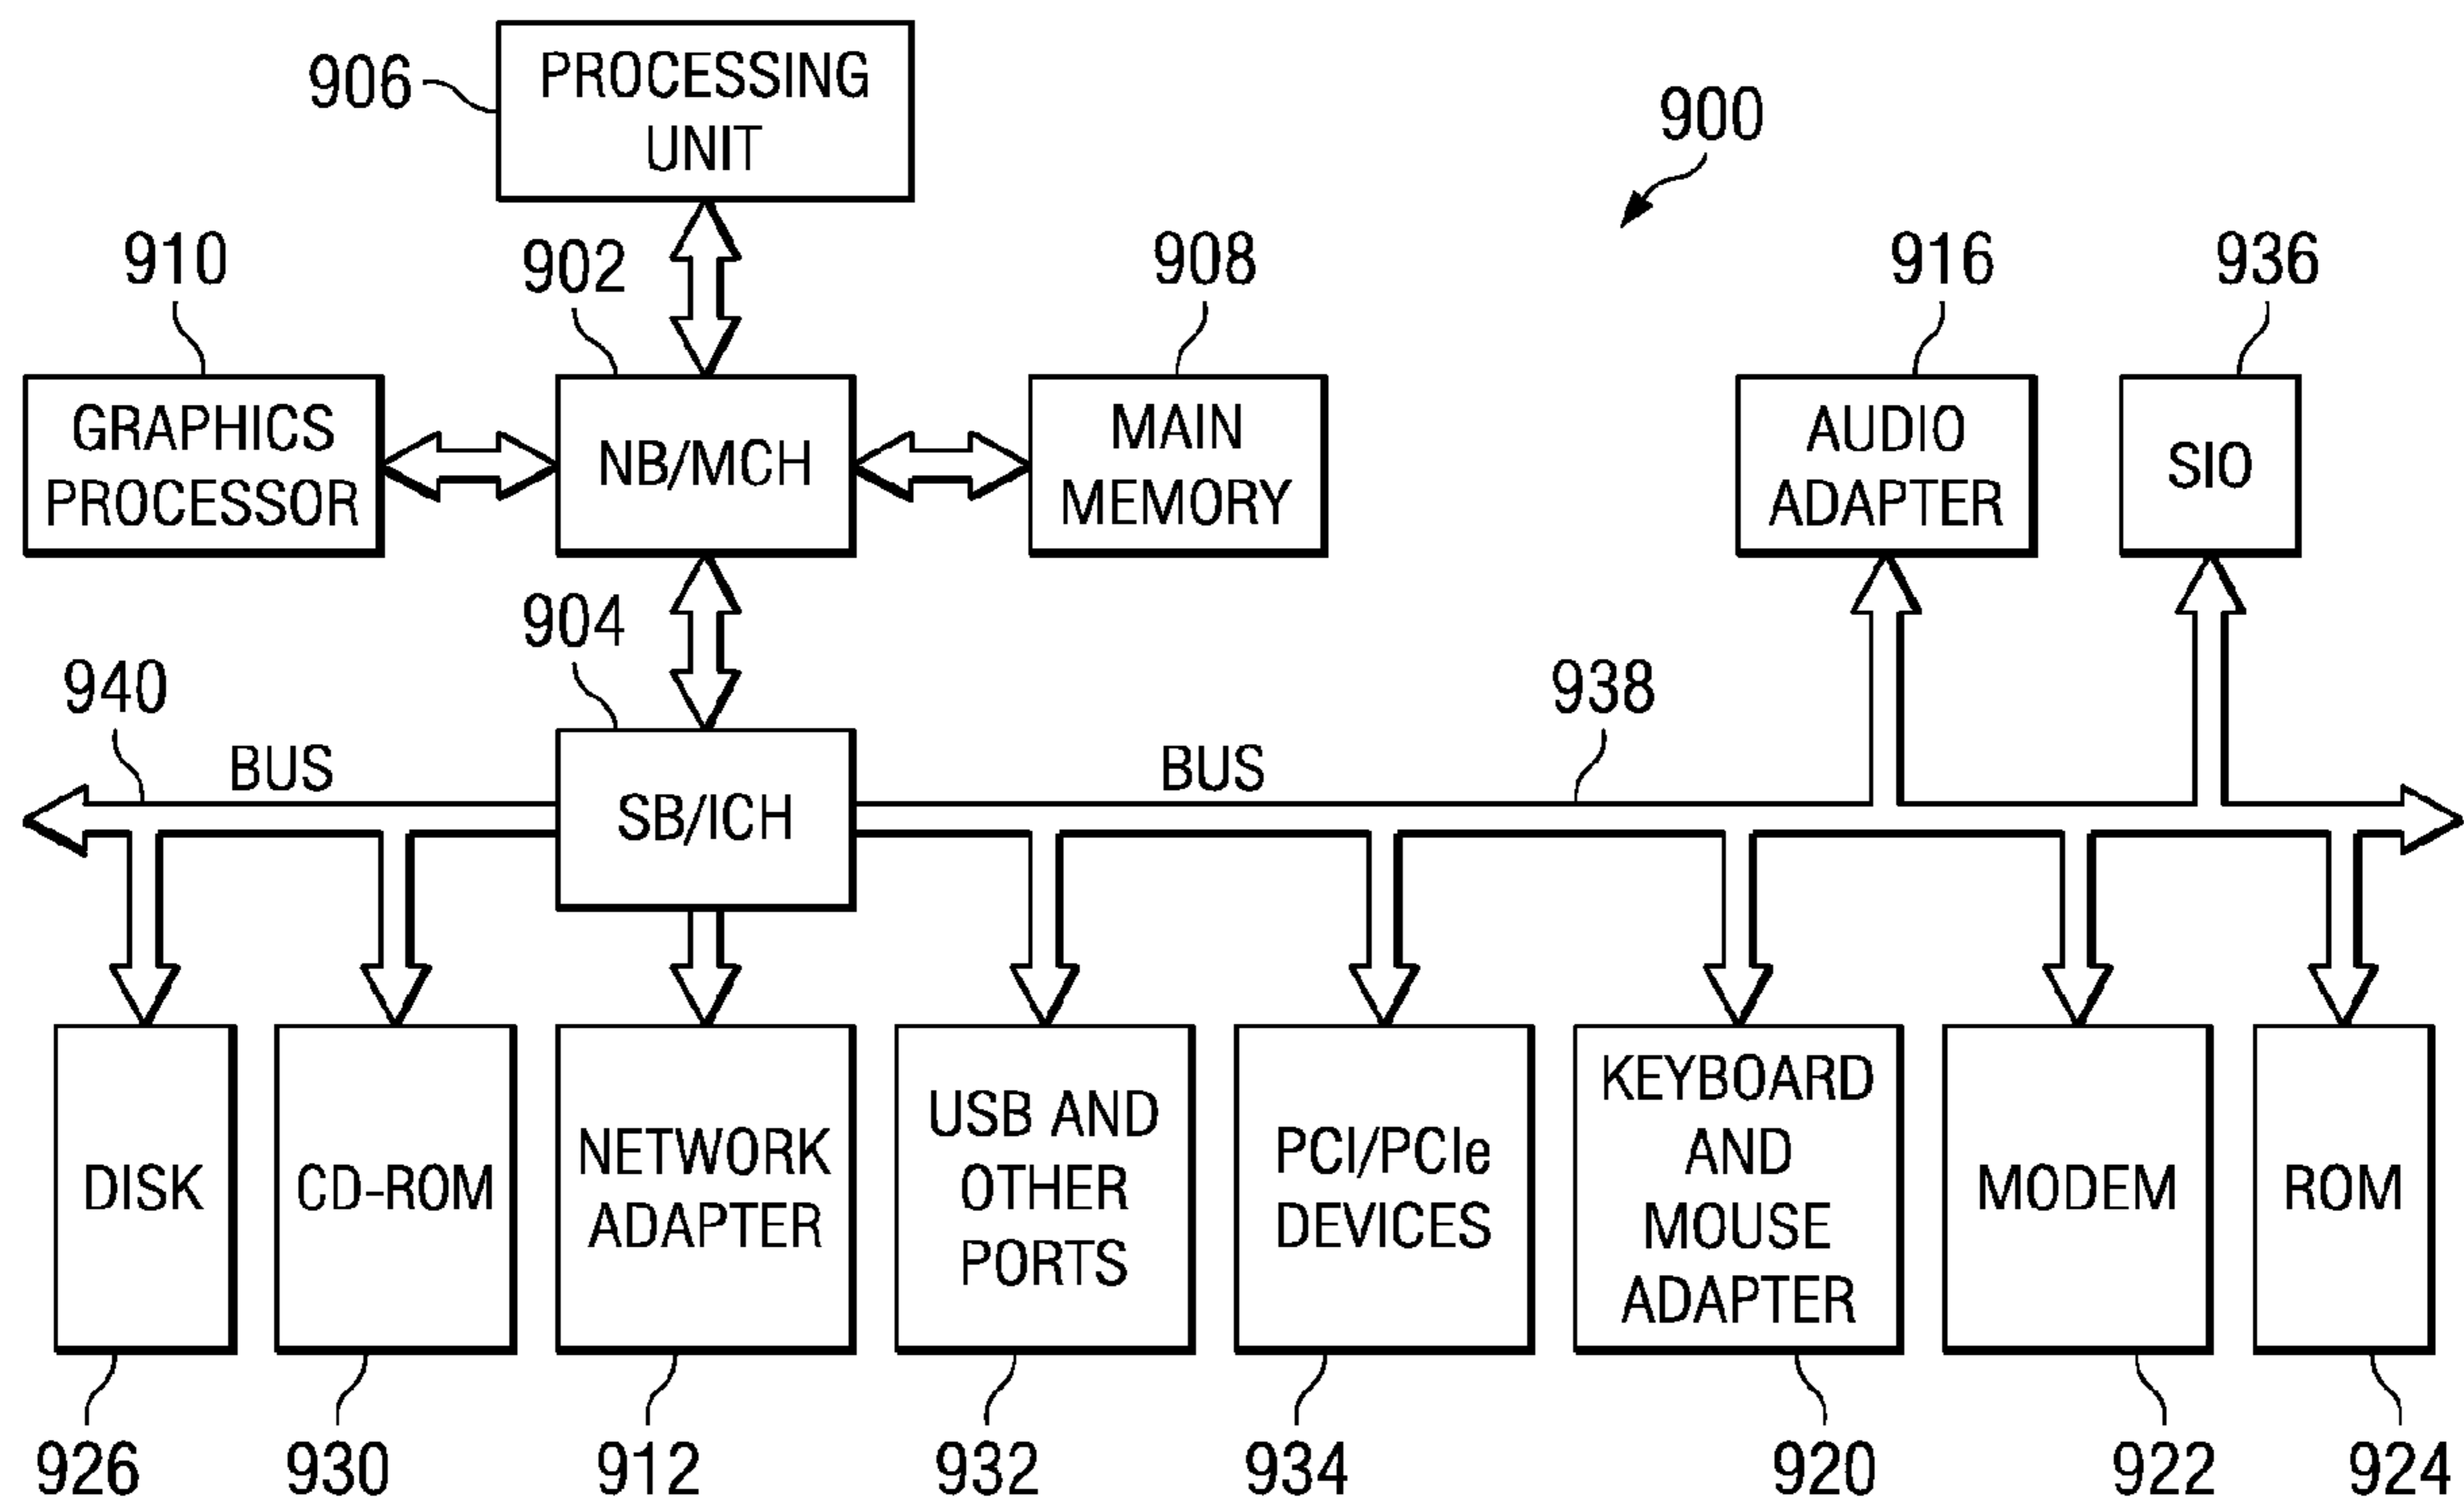 906
PROCESSING
UNIT
900
910
902
908
916
936
GRAPHICS
PROCESSOR
NB/MCH
MAIN
MEMORY
AUDIO
ADAPTER
SIO
904
940
938
BUS
BUS
SB/ICH
DISK
CD-ROM
NETWORK
ADAPTER
USB AND
OTHER
PORTS
PCI/PCIe
DEVICES
KEYBOARD
AND
MOUSE
ADAPTER
MODEM
ROM
926
930
912
932
934
920
922
924